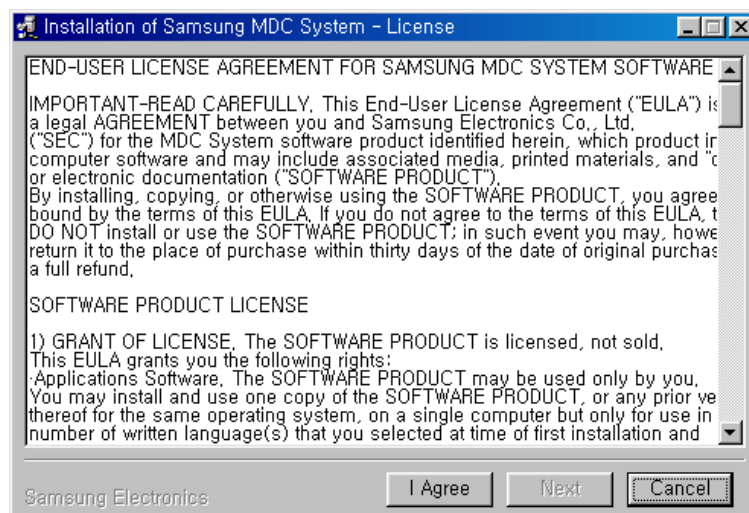 Installation of Samsung MDC System - License
END-USER LICENSE AGREEMENT FOR SAMSUNG MDC SYSTEM SOFTWARE
IMPORTANT-READ CAREFULLY, This End-User License Agreement ("EULA") is
a legal AGREEMENT between you and Samsung Electronics Co., Ltd,
("SEC") for the MDC System software product identified herein, which product
computer software and may include associated media, printed materials, and
or electronic documentation ("SOFTWARE PRODUCT"),
By installing, copying, or otherwise using the SOFTWARE PRODUCT, you agree
bound by the terms of this EULA, If you do not agree to the terms of this EULA,
DO NOT install or use the SOFTWARE PRODUCT; in such event you may,
return it to the place of purchase within thirty days of the date of original
a full refund,
SOFTWARE PRODUCT LICENSE
1) GRANT OF LICENSE, The SOFTWARE PRODUCT is licensed, not sold,
This EULA grants you the following rights:
·Applications Software, The SOFTWARE PRODUCT may be used only by you,
You may install and use one copy of the SOFTWARE PRODUCT, or any prior
thereof for the same operating system, on a single computer but only for use in
number of written language(s) that you selected at time of first installation and
Samsung Electronics
I Agree
Next
Cancel